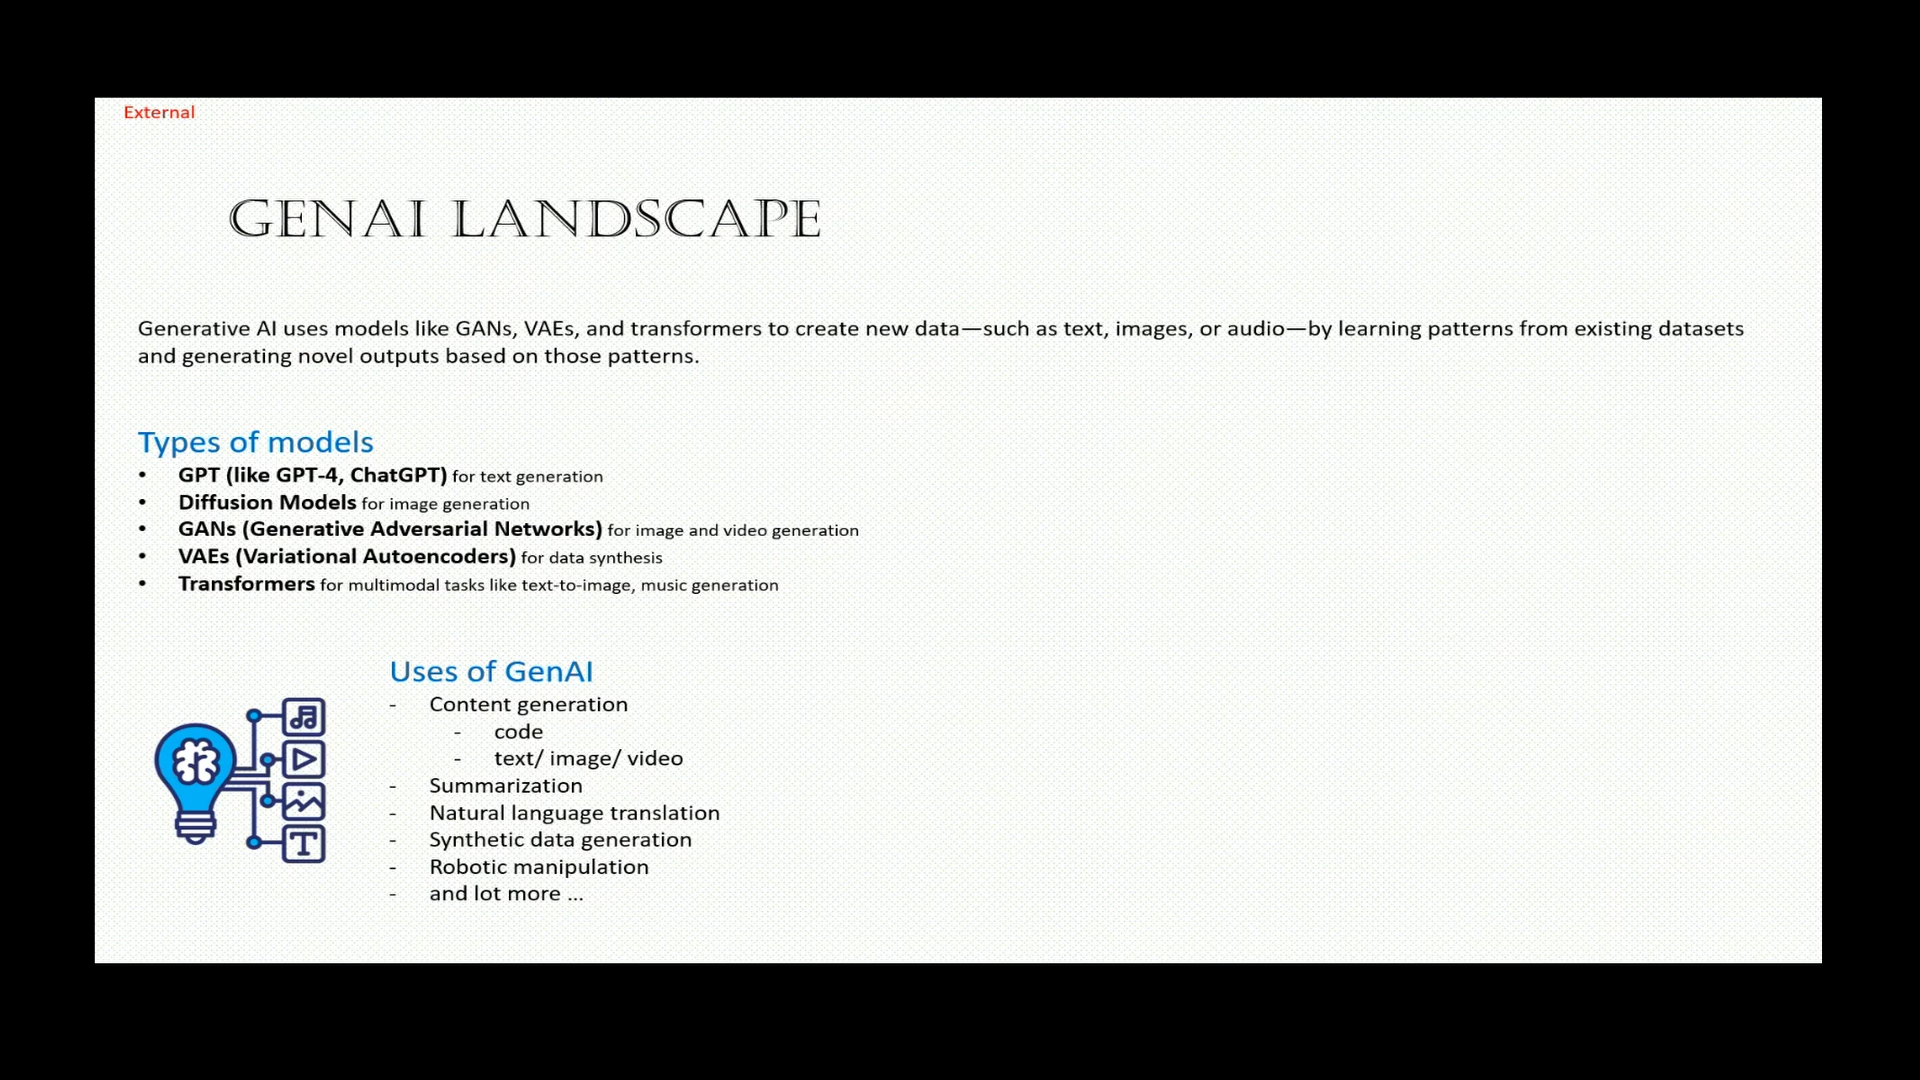 External
GENAI LANDSCAPE
Generative AI uses models like GANs, VAEs, and transformers to create new data—such as text, images, or audio—by learning patterns from existing datasets
and generating novel outputs based on those patterns.
Types of models
• GPT (like GPT-4, ChatGPT) for text generation
• Diffusion Models for image generation
• GANs (Generative Adversarial Networks) for image and video generation
• VAEs (Variational Autoencoders) for data synthesis
• Transformers for multimodal tasks like text-to-image, music generation
Uses of GenAI
- Content generation
- code
- text/ image/ video
- Summarization
- Natural language translation
- Synthetic data generation
- Robotic manipulation
- and lot more ...
T